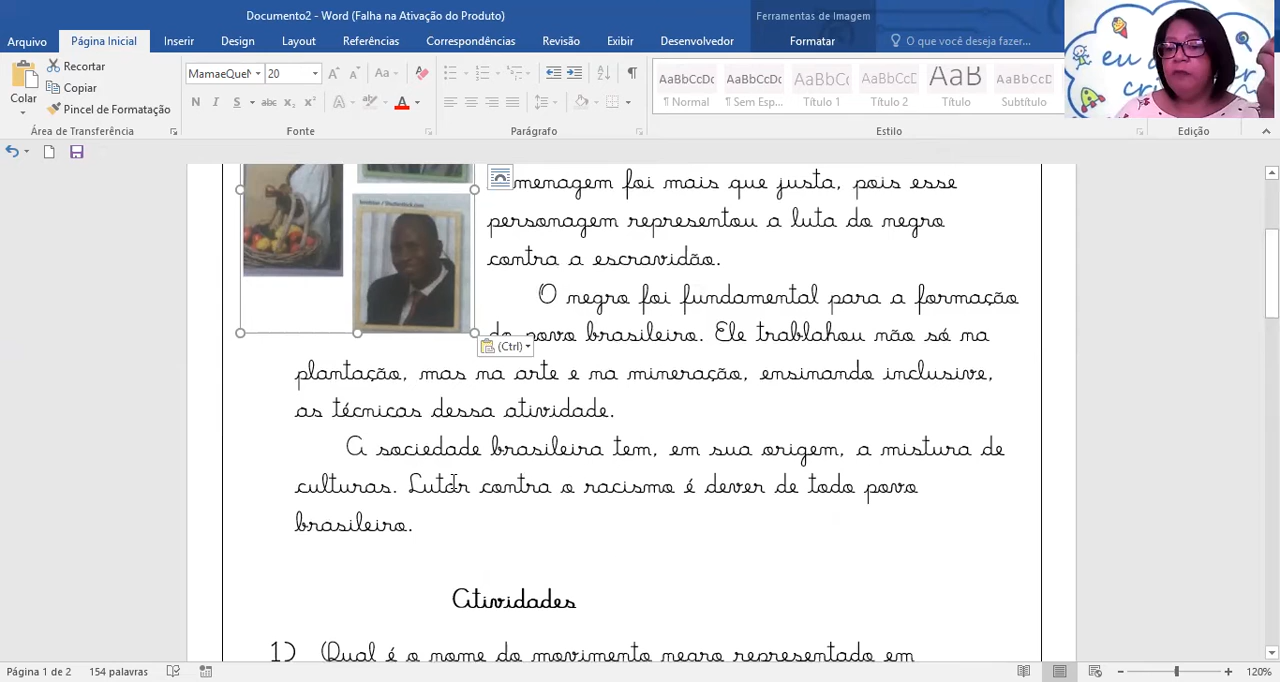 Documento2 - Word (Falha na Ativação do Produto)
Ferramentas de Imagem
Arquivo Página Inicial Inserir Design Layout Referências Correspondências Revisão Exibir Desenvolvedor Formatar O que você deseja fazer...
Colar
Recortar
Copiar
Pincel de Formatação
MamaeQueN 20
N I S abc x₂ x² A A
AaBbCcDc AaBbCcDc AaBbCcD AaBbCcD AaB AaBbCcD
¶ Normal ¶ Sem Esp... Título 1 Título 2 Título Subtítulo
Área de Transferência Fonte Parágrafo Estilo Edição
eu
menagem foi mais que justa, pois esse
personagem representou a luta do negro
contra a escravidão.
O negro foi fundamental para a formação
do povo brasileiro. Ele trablahou não só na
(Ctrl)
plantação, mas na arte e na mineração, ensinando inclusive,
as técnicas dessa atividade.
A sociedade brasileira tem, em sua origem, a mistura de
culturas. Lutar contra o racismo é dever de todo povo
brasileiro.
Atividades
1) Qual é o nome do movimento negro representado em
Página 1 de 2 154 palavras 120%